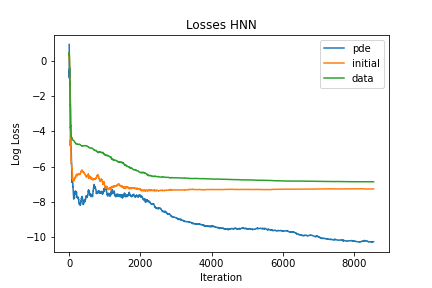 Losses HNN
pde
initial
data
Log Loss
0
−2
−4
−6
−8
−10
0
2000
4000
6000
8000
Iteration